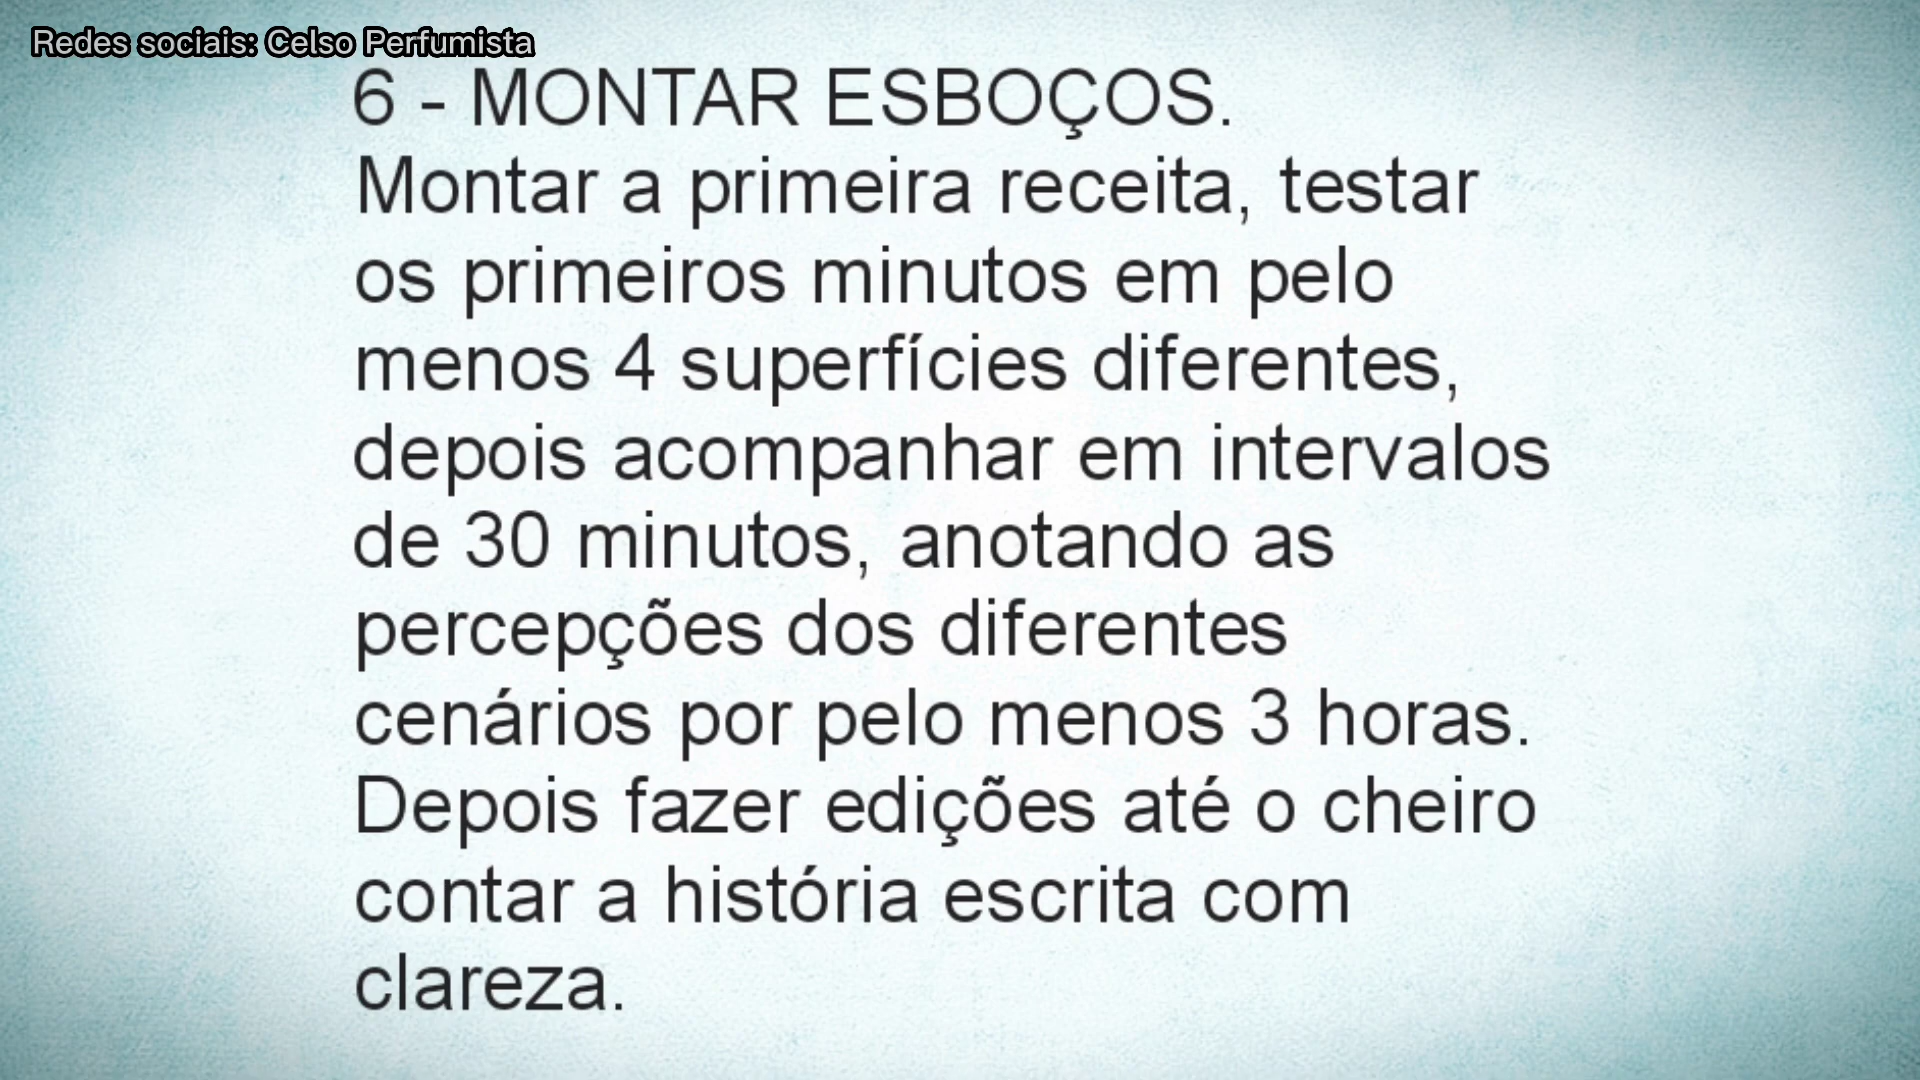 Redes sociais: Celso Perfumista
6 - MONTAR ESBOÇOS.
Montar a primeira receita, testar
os primeiros minutos em pelo
menos 4 superfícies diferentes,
depois acompanhar em intervalos
de 30 minutos, anotando as
percepções dos diferentes
cenários por pelo menos 3 horas.
Depois fazer edições até o cheiro
contar a história escrita com
clareza.